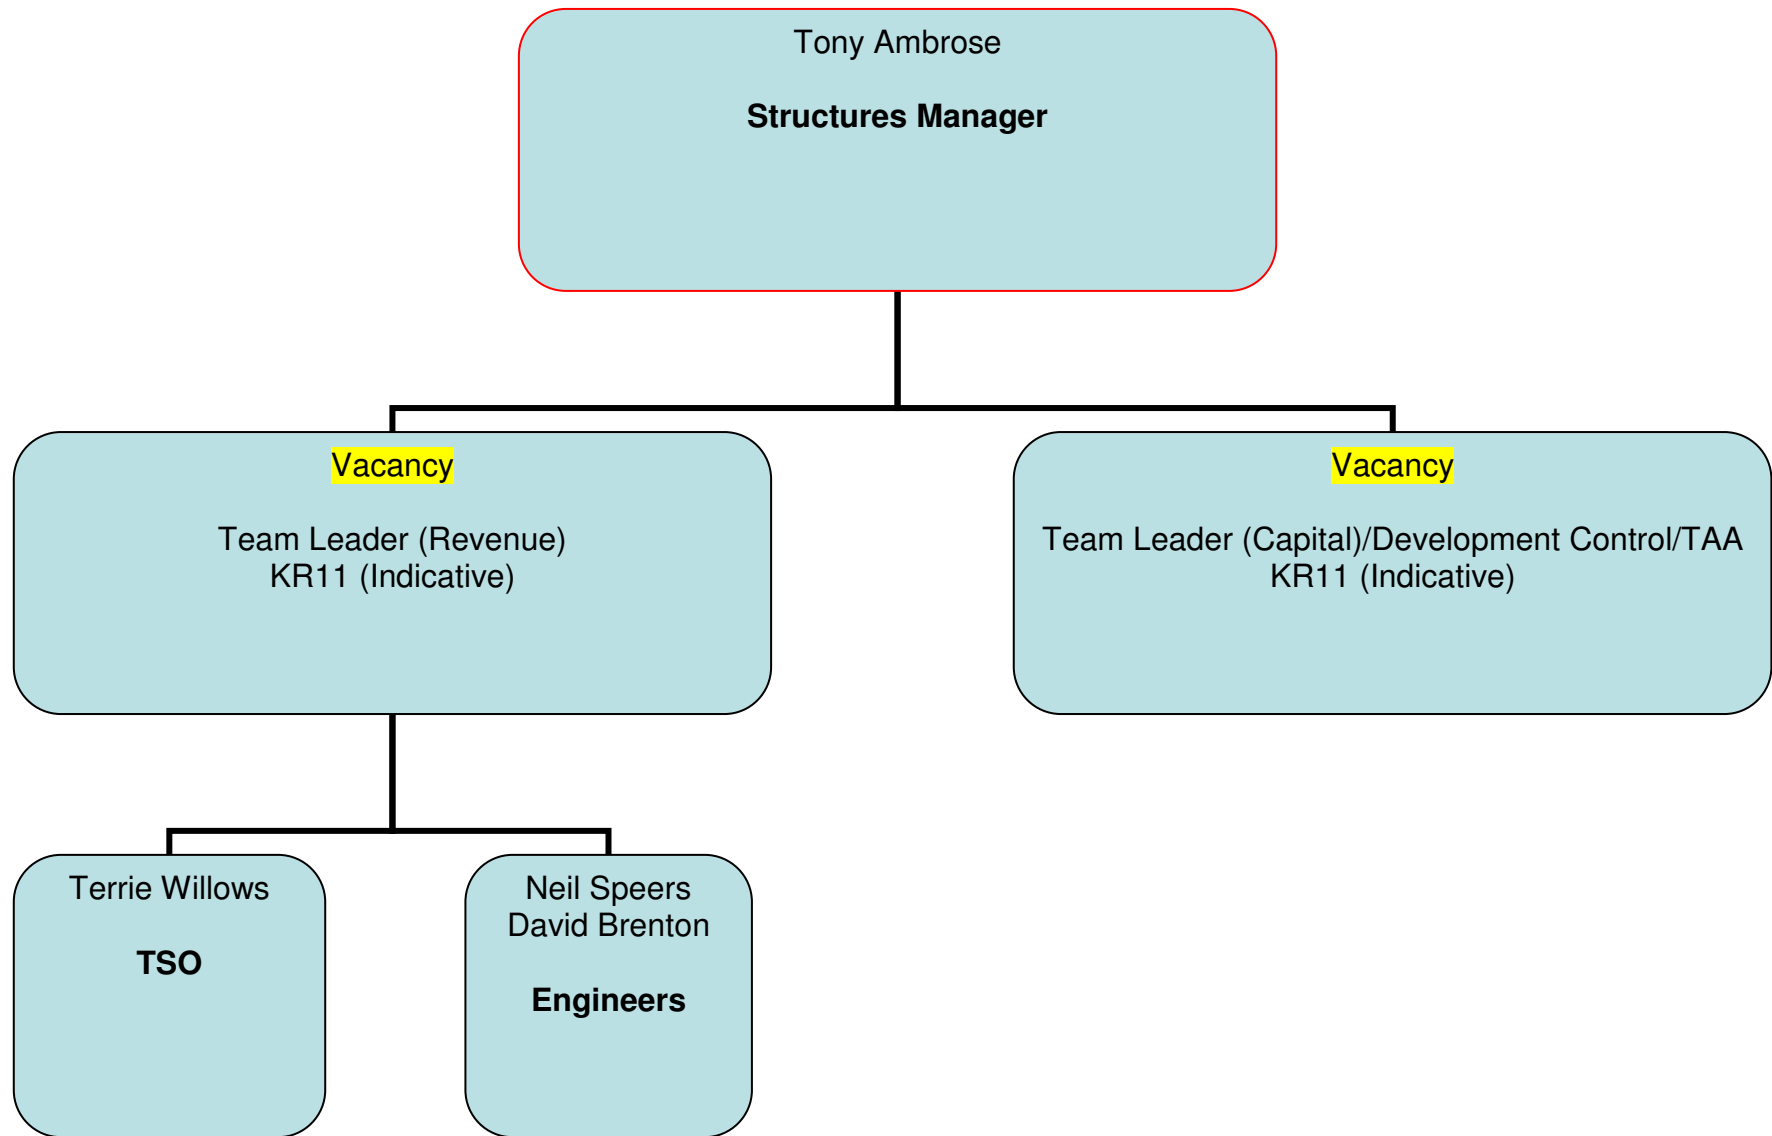 Tony Ambrose
Structures Manager
Vacancy
Team Leader (Revenue)
KR11 (Indicative)
Vacancy
Team Leader (Capital)/Development Control/TAA
KR11 (Indicative)
Terrie Willows
TSO
Neil Speers
David Brenton
Engineers